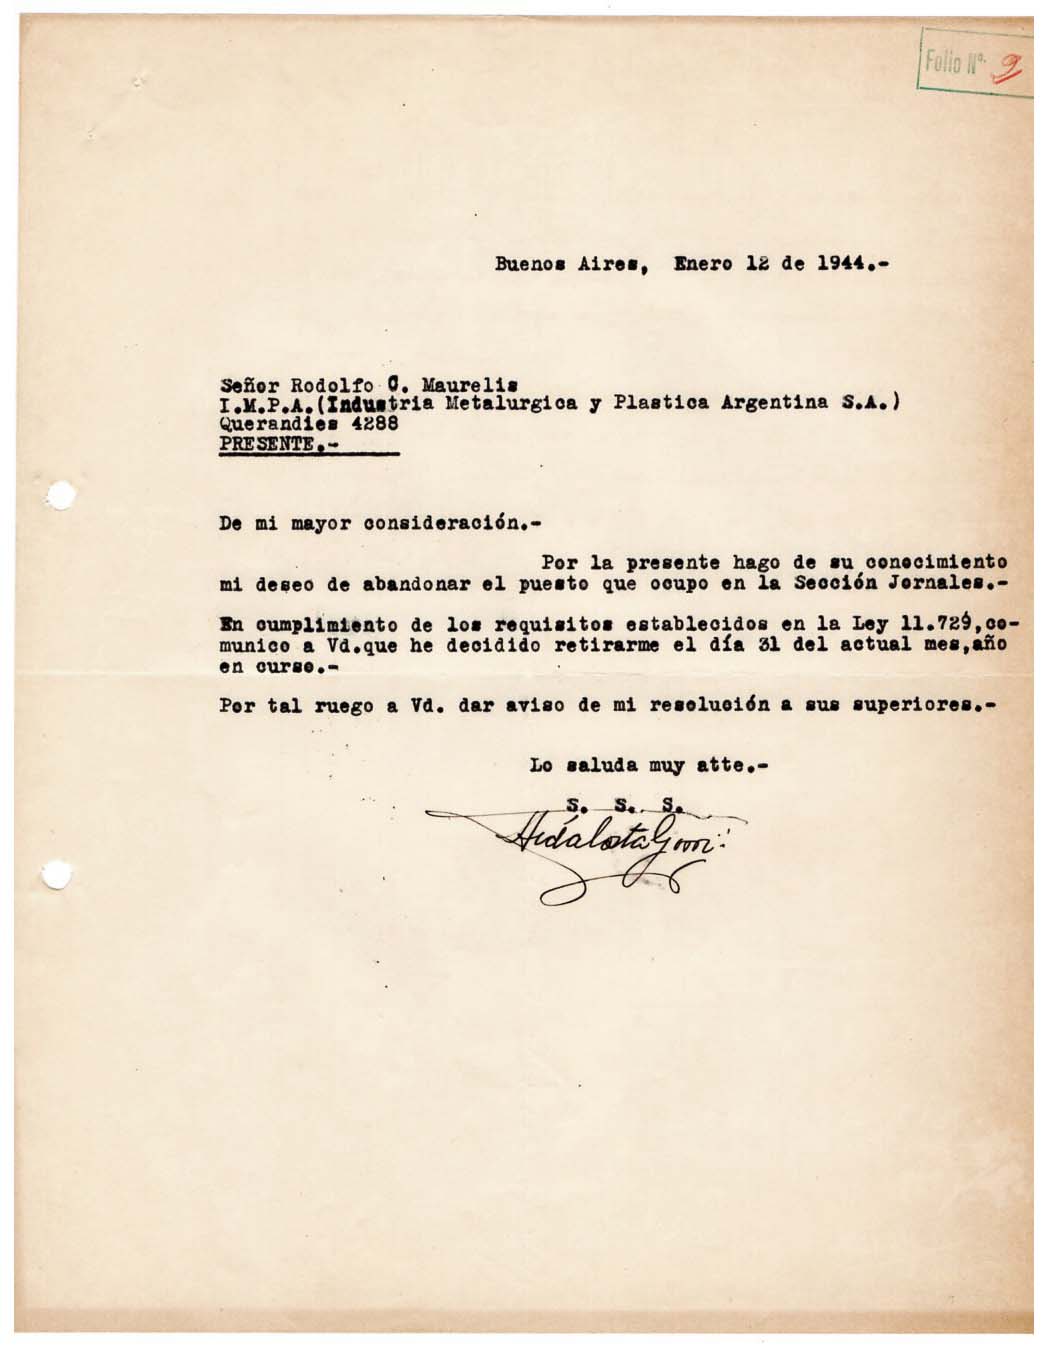 Folio Nº 9
Buenos Aires, Enero 12 de 1944.-
Señor Rodolfo C. Maurelis
I.M.P.A.(Industria Metalurgica y Plastica Argentina S.A.)
Querandies 4288
PRESENTE.-
De mi mayor consideración.-
Por la presente hago de su conocimiento
mi deseo de abandonar el puesto que ocupo en la Sección Jornales.-
En cumplimiento de los requisitos establecidos en la Ley 11.729,co-
munico a Vd.que he decidido retirarme el día 31 del actual mes,año
en curso.-
Por tal ruego a Vd. dar aviso de mi resolución a sus superiores.-
Lo saluda muy atte.-
S. S. S.